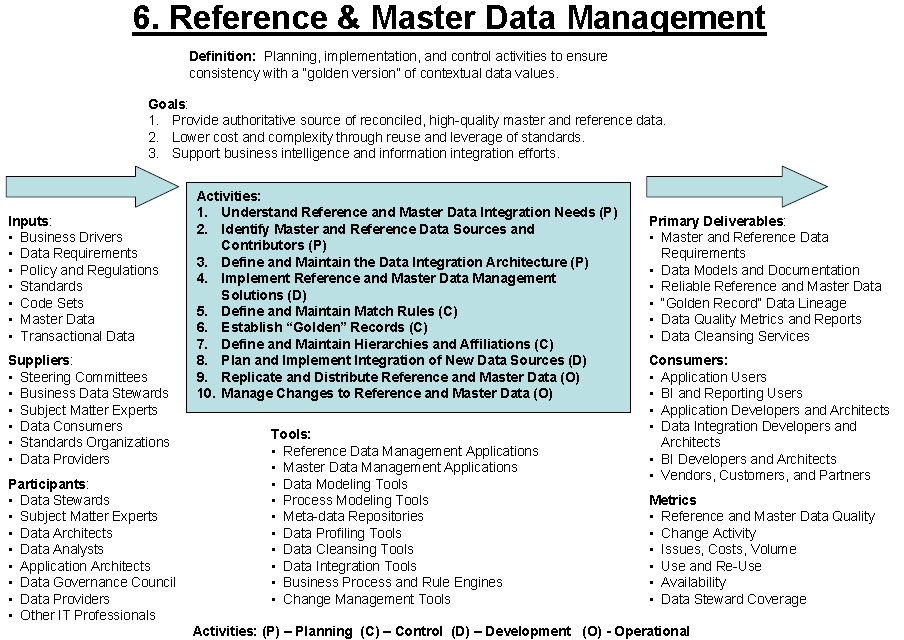 6. Reference & Master Data Management
Definition: Planning, implementation, and control activities to ensure
consistency with a "golden version" of contextual data values.
Goals:
1. Provide authoritative source of reconciled, high-quality master and reference data.
2. Lower cost and complexity through reuse and leverage of standards.
3. Support business intelligence and information integration efforts.
Inputs:
• Business Drivers
• Data Requirements
• Policy and Regulations
• Standards
• Code Sets
• Master Data
• Transactional Data
Suppliers:
• Steering Committees
• Business Data Stewards
• Subject Matter Experts
• Data Consumers
• Standards Organizations
• Data Providers
Participants:
• Data Stewards
• Subject Matter Experts
• Data Architects
• Data Analysts
• Application Architects
• Data Governance Council
• Data Providers
• Other IT Professionals
Activities:
1. Understand Reference and Master Data Integration Needs (P)
2. Identify Master and Reference Data Sources and
Contributors (P)
3. Define and Maintain the Data Integration Architecture (P)
4. Implement Reference and Master Data Management
Solutions (D)
5. Define and Maintain Match Rules (C)
6. Establish "Golden" Records (C)
7. Define and Maintain Hierarchies and Affiliations (C)
8. Plan and Implement Integration of New Data Sources (D)
9. Replicate and Distribute Reference and Master Data (O)
10. Manage Changes to Reference and Master Data (O)
Tools:
• Reference Data Management Applications
• Master Data Management Applications
• Data Modeling Tools
• Process Modeling Tools
• Meta-data Repositories
• Data Profiling Tools
• Data Cleansing Tools
• Data Integration Tools
• Business Process and Rule Engines
• Change Management Tools
Primary Deliverables:
• Master and Reference Data
Requirements
• Data Models and Documentation
• Reliable Reference and Master Data
• "Golden Record" Data Lineage
• Data Quality Metrics and Reports
• Data Cleansing Services
Consumers:
• Application Users
• BI and Reporting Users
• Application Developers and Architects
• Data Integration Developers and
Architects
• BI Developers and Architects
• Vendors, Customers, and Partners
Metrics
• Reference and Master Data Quality
• Change Activity
• Issues, Costs, Volume
• Use and Re-Use
• Availability
• Data Steward Coverage
Activities: (P) – Planning (C) – Control (D) – Development (O) - Operational